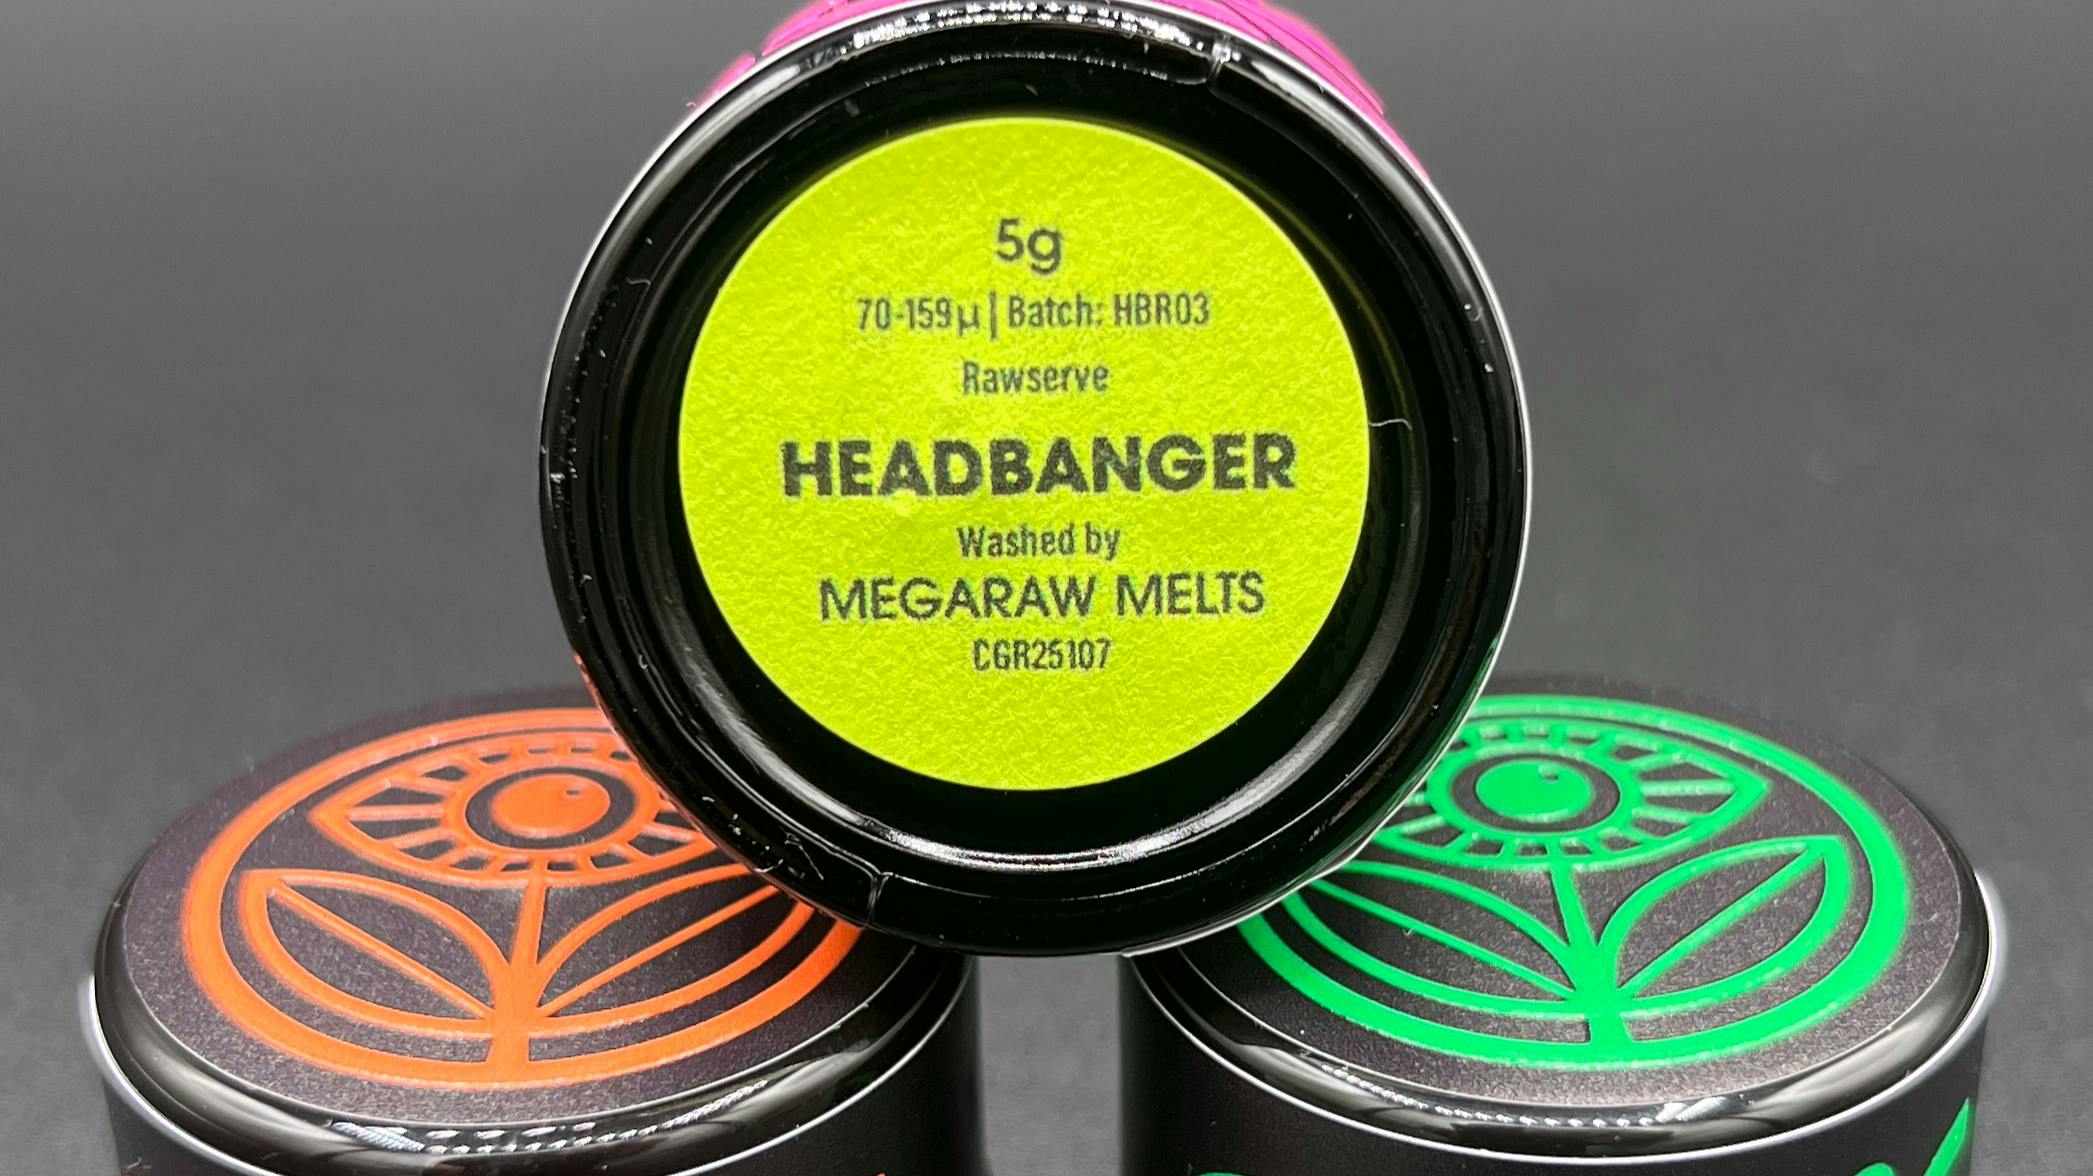 5g
70-159µ | Batch: HBR03
Rawserve
HEADBANGER
Washed by
MEGARAW MELTS
CGR25107